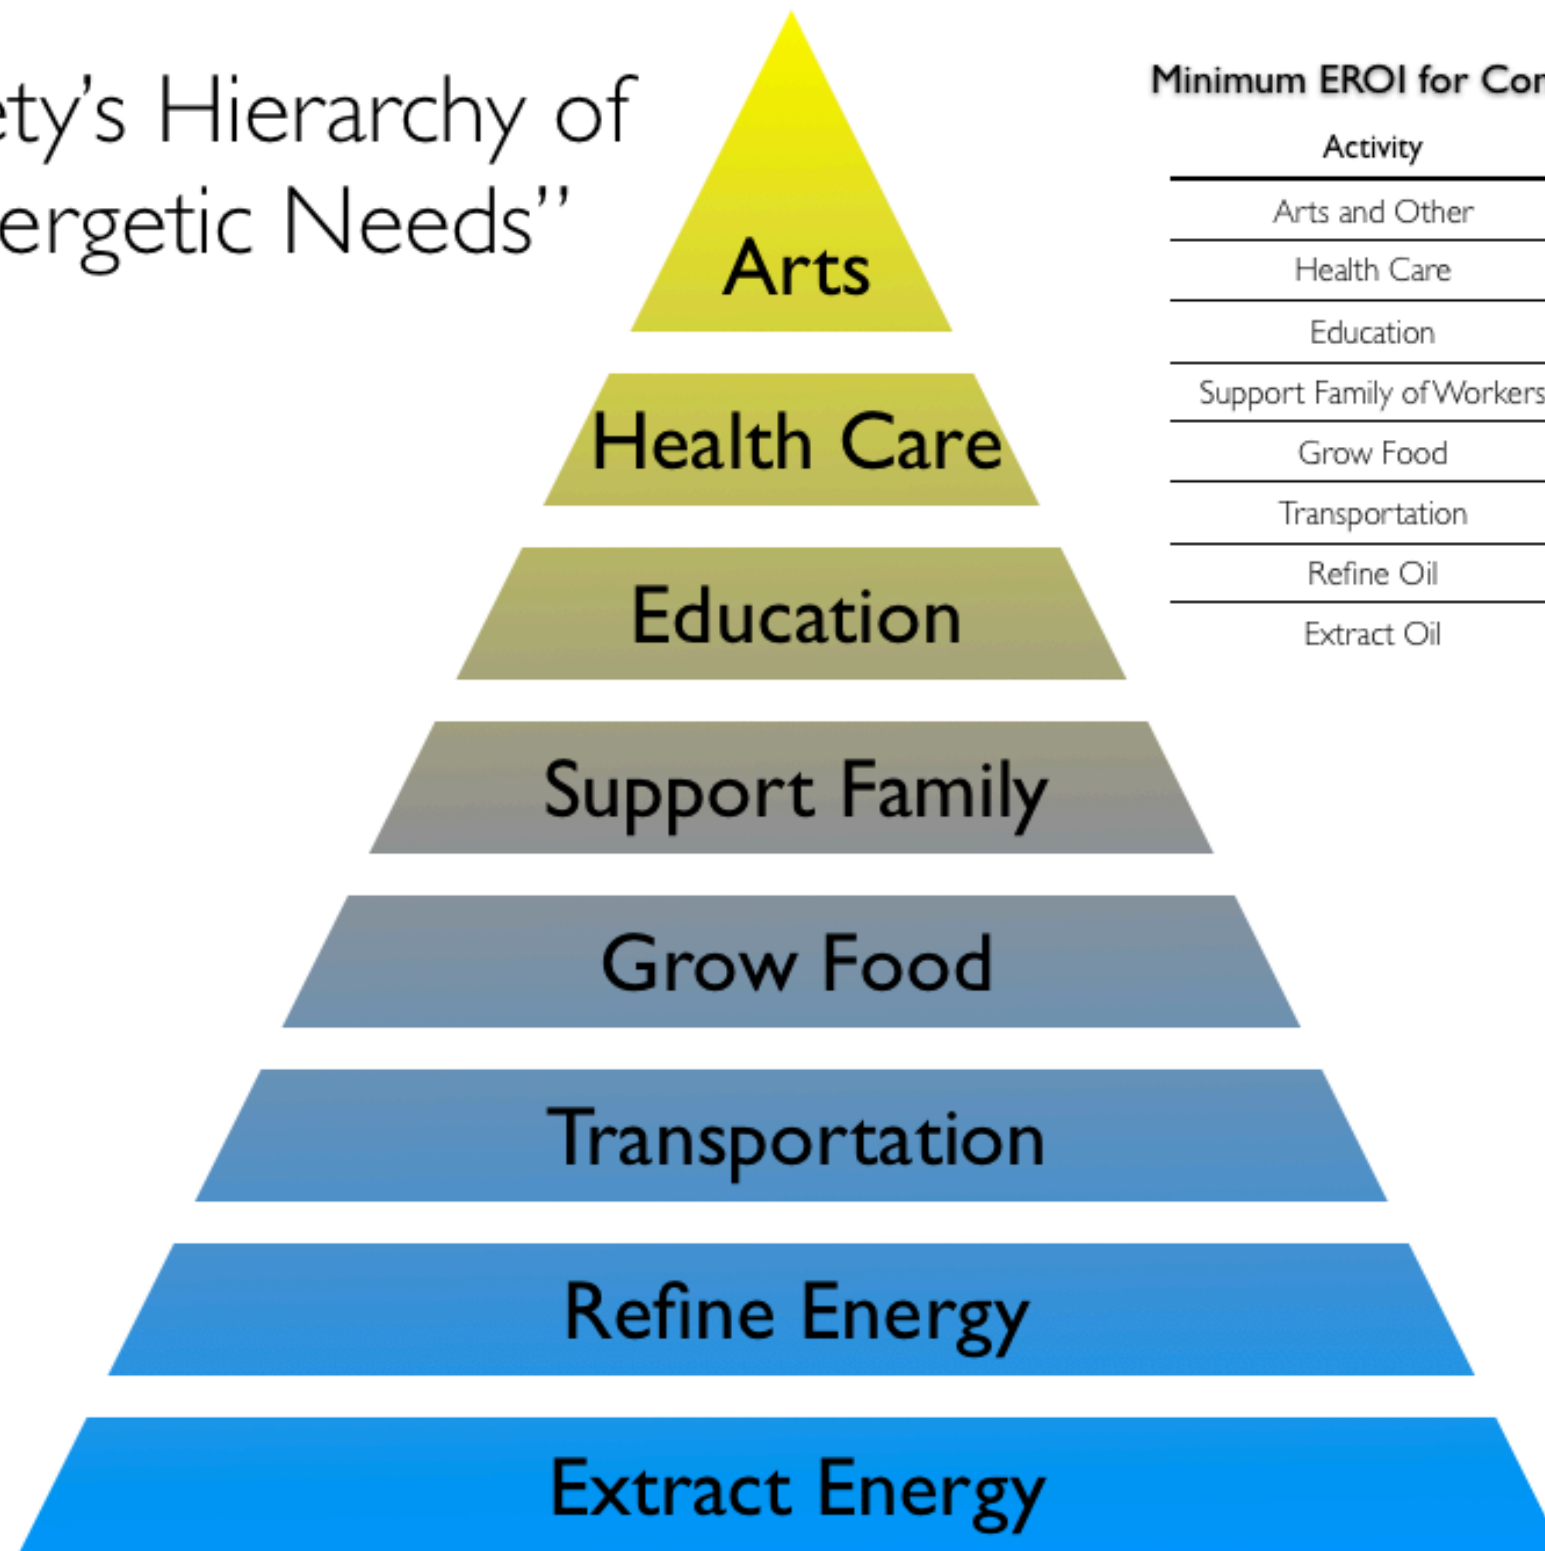 ety's Hierarchy of
ergetic Needs”
Arts
Health Care
Education
Support Family
Grow Food
Transportation
Refine Energy
Extract Energy
Minimum EROI for Con
Activity
Arts and Other
Health Care
Education
Support Family of Workers
Grow Food
Transportation
Refine Oil
Extract Oil